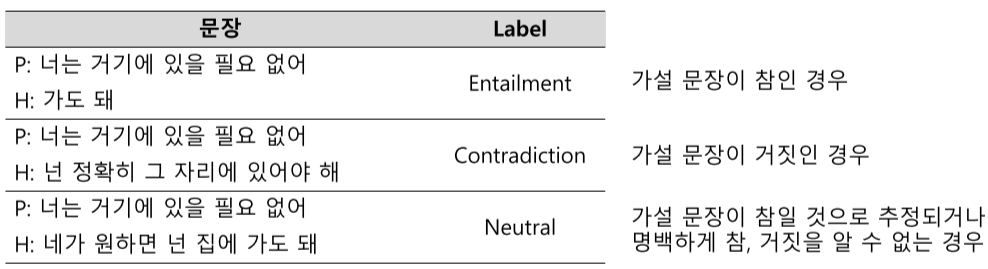 문장 Label
P: 너는 거기에 있을 필요 없어
H: 가도 돼
Entailment
가설 문장이 참인 경우
P: 너는 거기에 있을 필요 없어
H: 넌 정확히 그 자리에 있어야 해
Contradiction
가설 문장이 거짓인 경우
P: 너는 거기에 있을 필요 없어
H: 네가 원하면 넌 집에 가도 돼
Neutral
가설 문장이 참일 것으로 추정되거나
명백하게 참, 거짓을 알 수 없는 경우